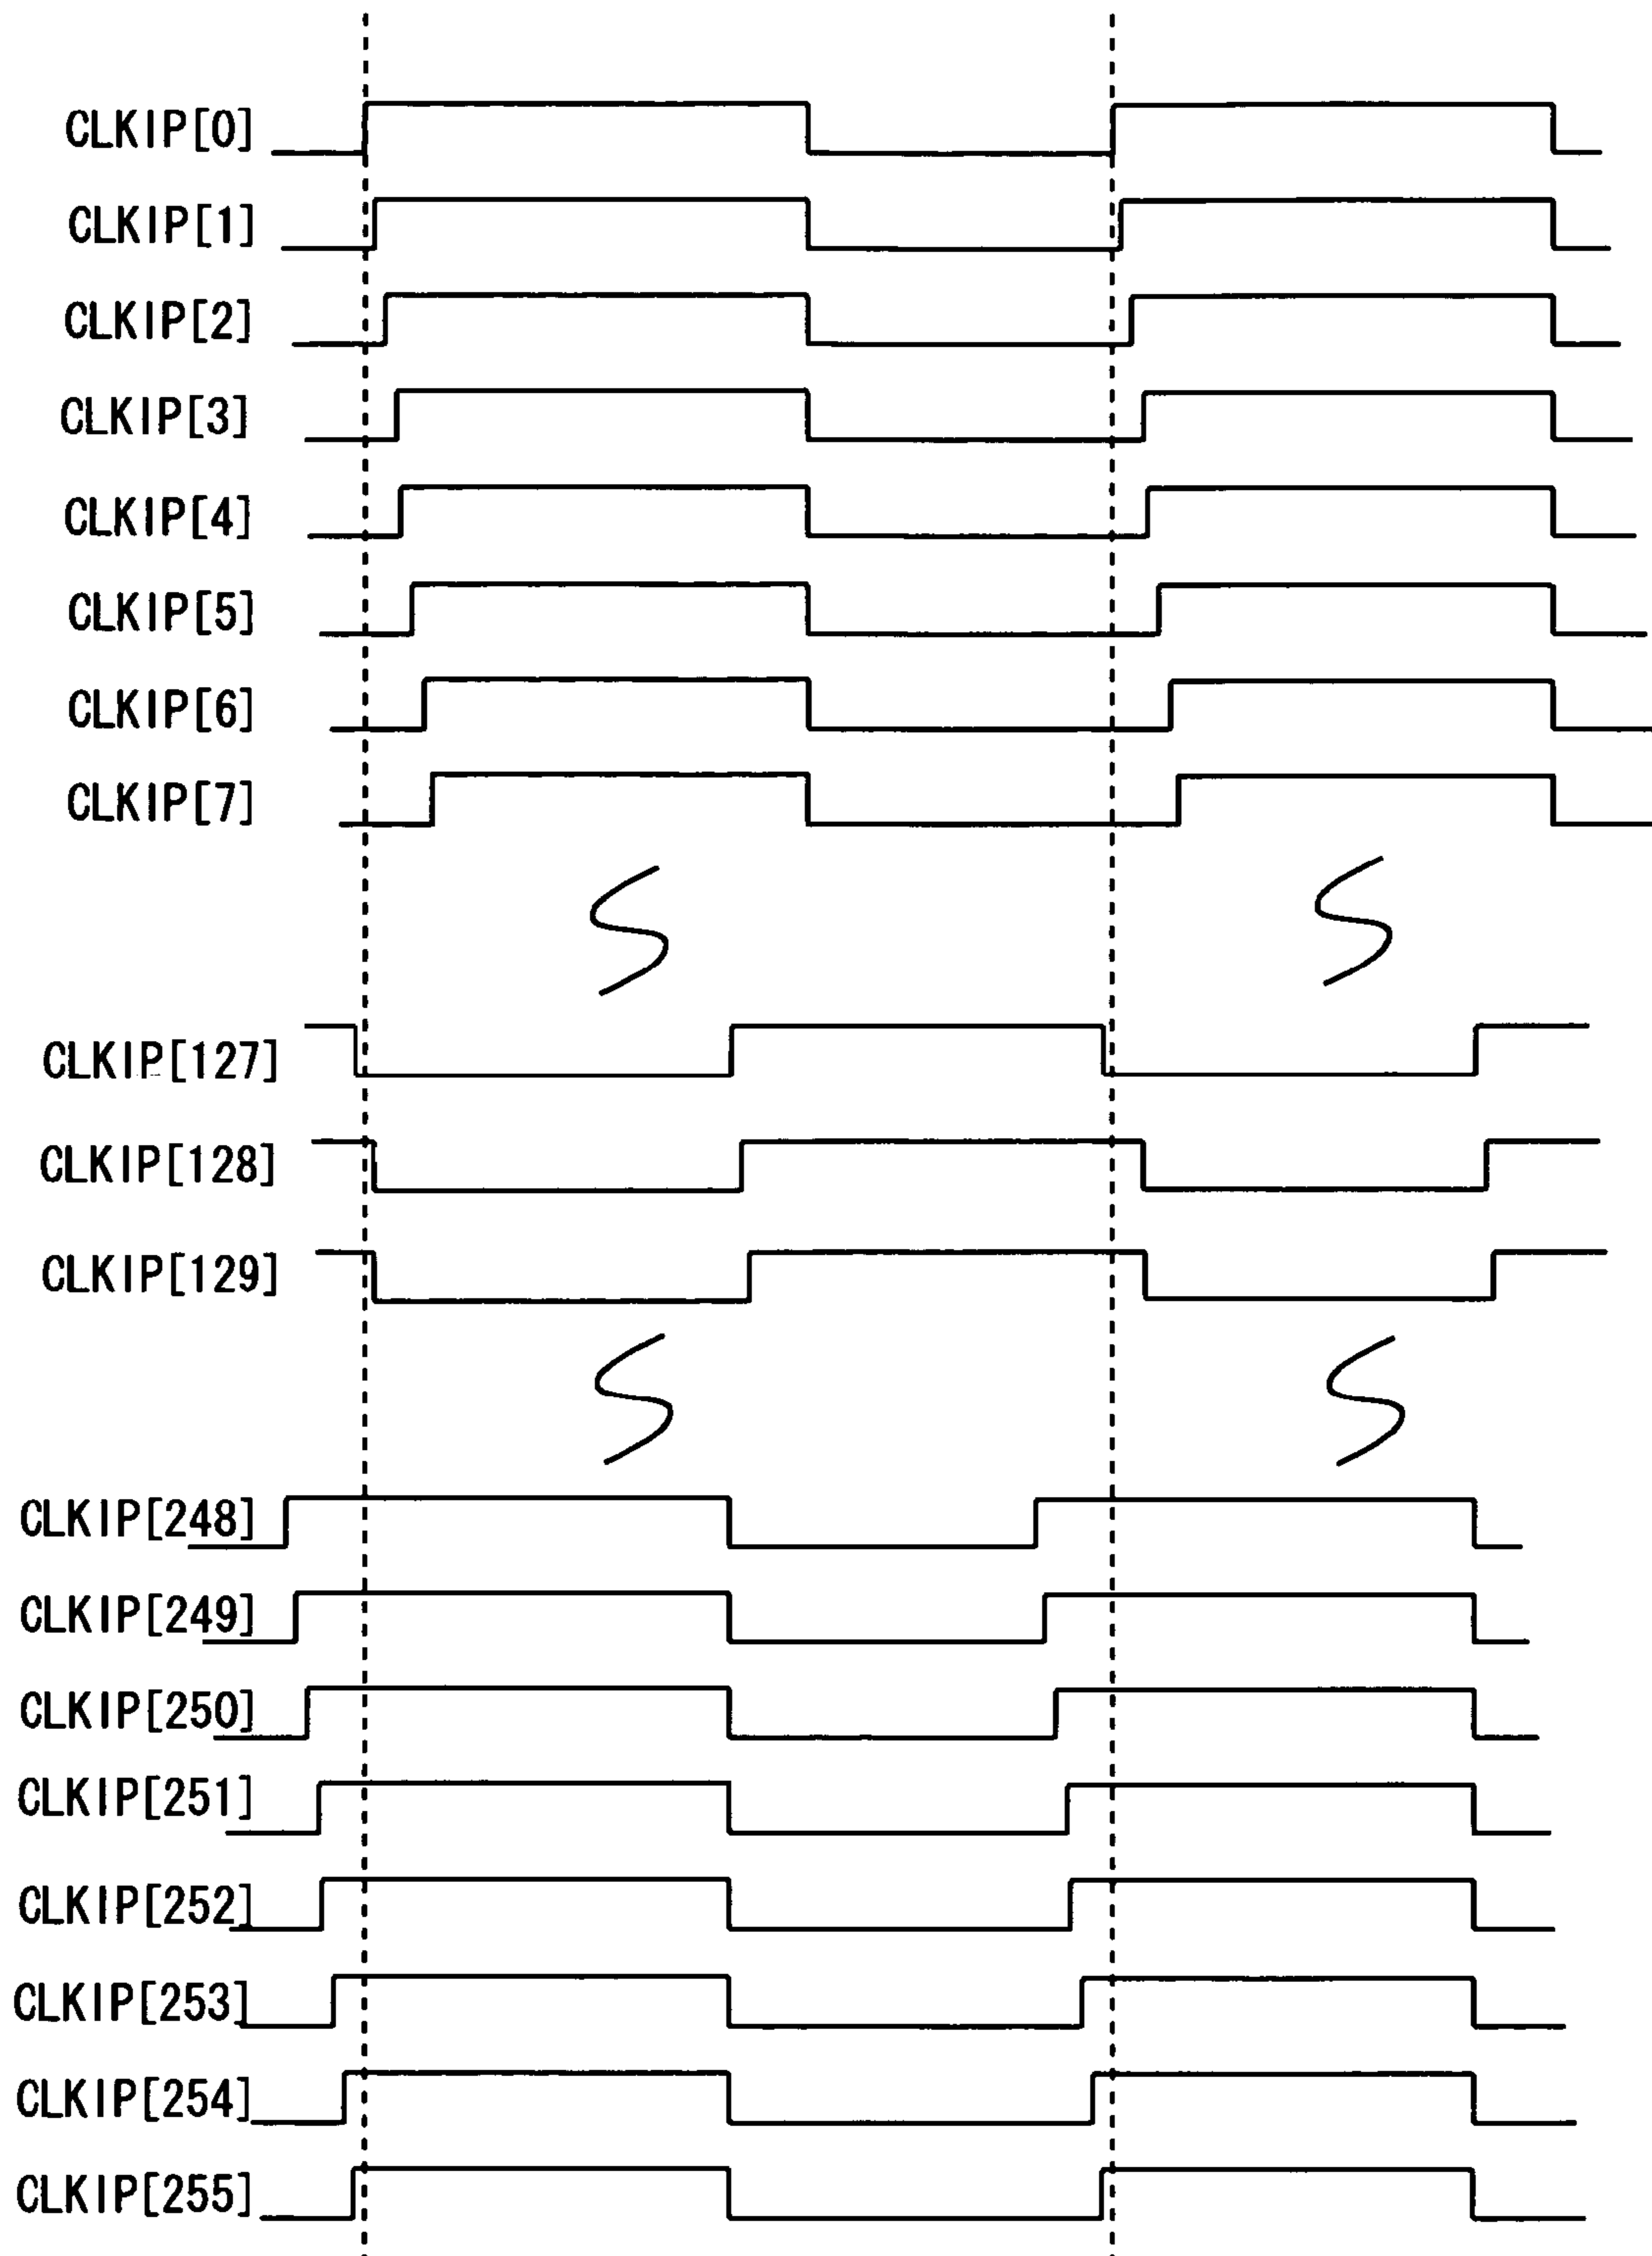 CLKIP[0]
CLKIP[1]
CLKIP[2]
CLKIP[3]
CLKIP[4]
CLKIP[5]
CLKIP[6]
CLKIP[7]
CLKIP[127]
CLKIP[128]
CLKIP[129]
CLKIP[248]
CLKIP[249]
CLKIP[250]
CLKIP[251]
CLKIP[252]
CLKIP[253]
CLKIP[254]
CLKIP[255]